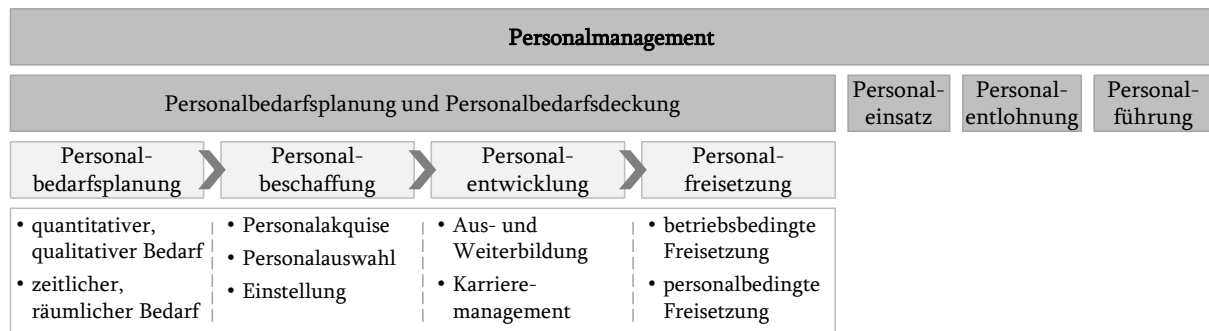 Personalmanagement
Personalbedarfsplanung und Personalbedarfsdeckung
Personal-
einsatz
Personal-
entlohnung
Personal-
führung
Personal-
bedarfsplanung
Personal-
beschaffung
Personal-
entwicklung
Personal-
freisetzung
• quantitativer,
qualitativer Bedarf
• zeitlicher,
räumlicher Bedarf
• Personalakquise
• Personalauswahl
• Einstellung
• Aus- und
Weiterbildung
• Karriere-
management
• betriebsbedingte
Freisetzung
• personalbedingte
Freisetzung